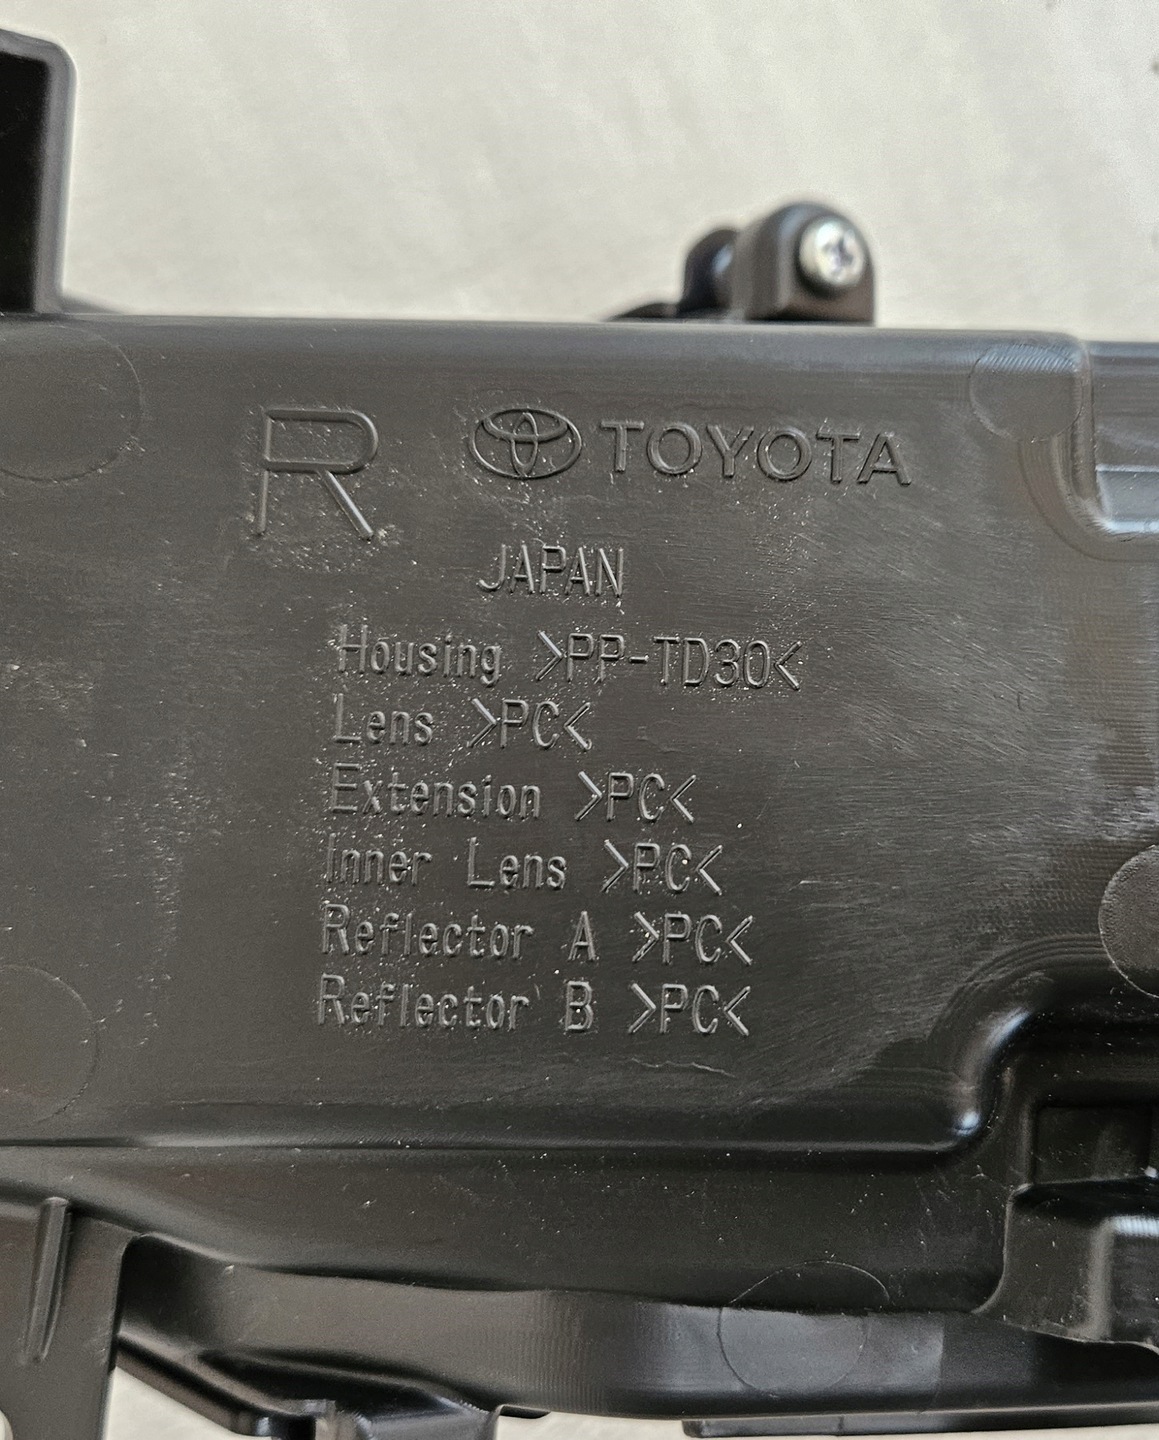 R TOYOTA
JAPAN
Housing >PP-TD30<
Lens >PC<
Extension >PC<
Inner Lens >PC<
Reflector A >PC<
Reflector B >PC<